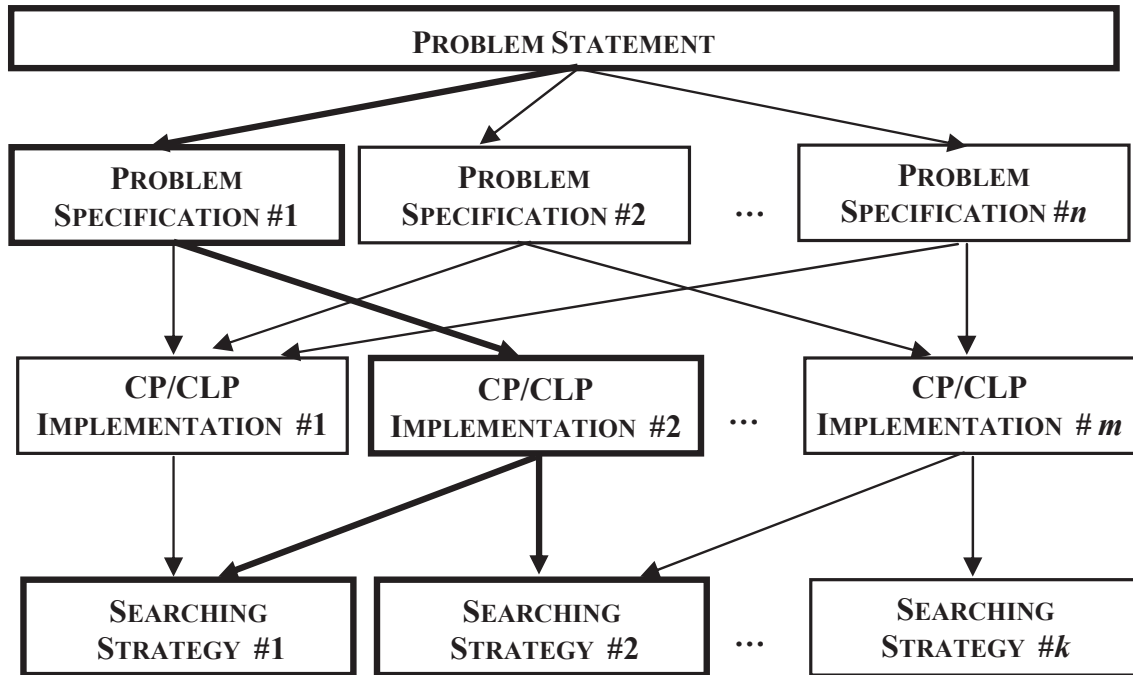 PROBLEM STATEMENT
PROBLEM
SPECIFICATION #1
PROBLEM
SPECIFICATION #2
...
PROBLEM
SPECIFICATION #n
CP/CLP
IMPLEMENTATION #1
CP/CLP
IMPLEMENTATION #2
...
CP/CLP
IMPLEMENTATION # m
SEARCHING
STRATEGY #1
SEARCHING
STRATEGY #2
...
SEARCHING
STRATEGY #k